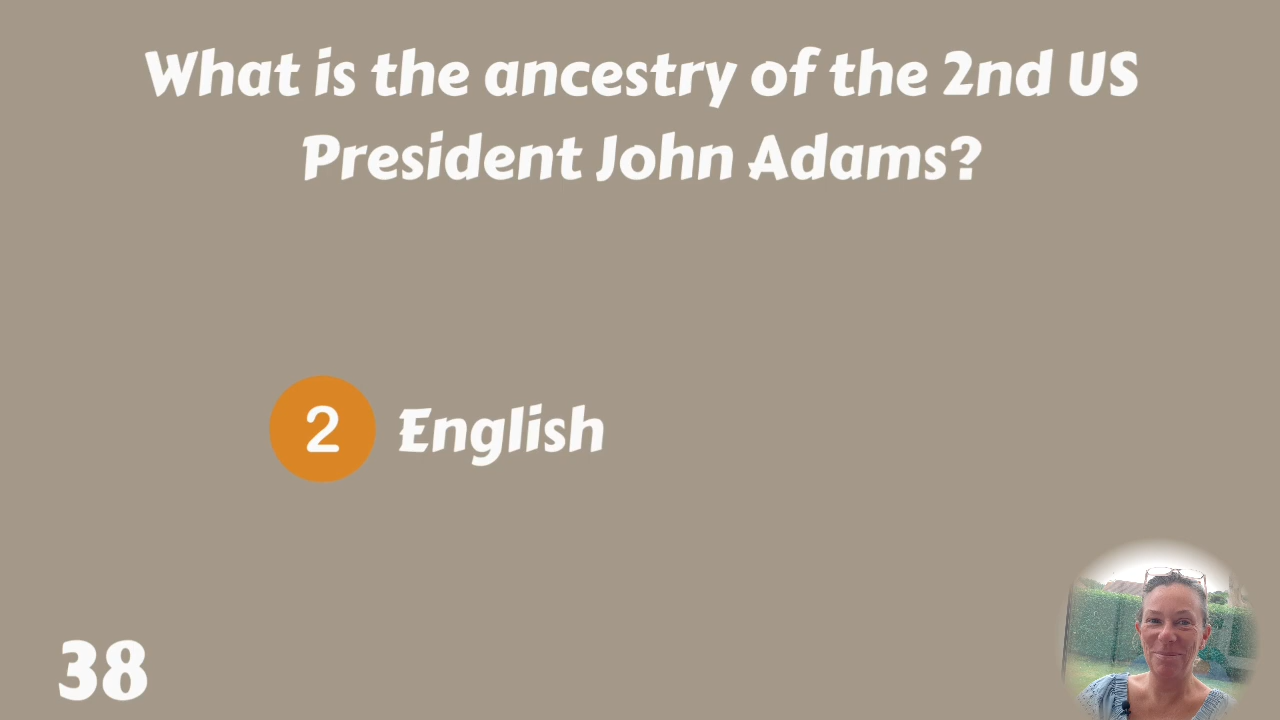 What is the ancestry of the 2nd US
President John Adams?
2 English
38